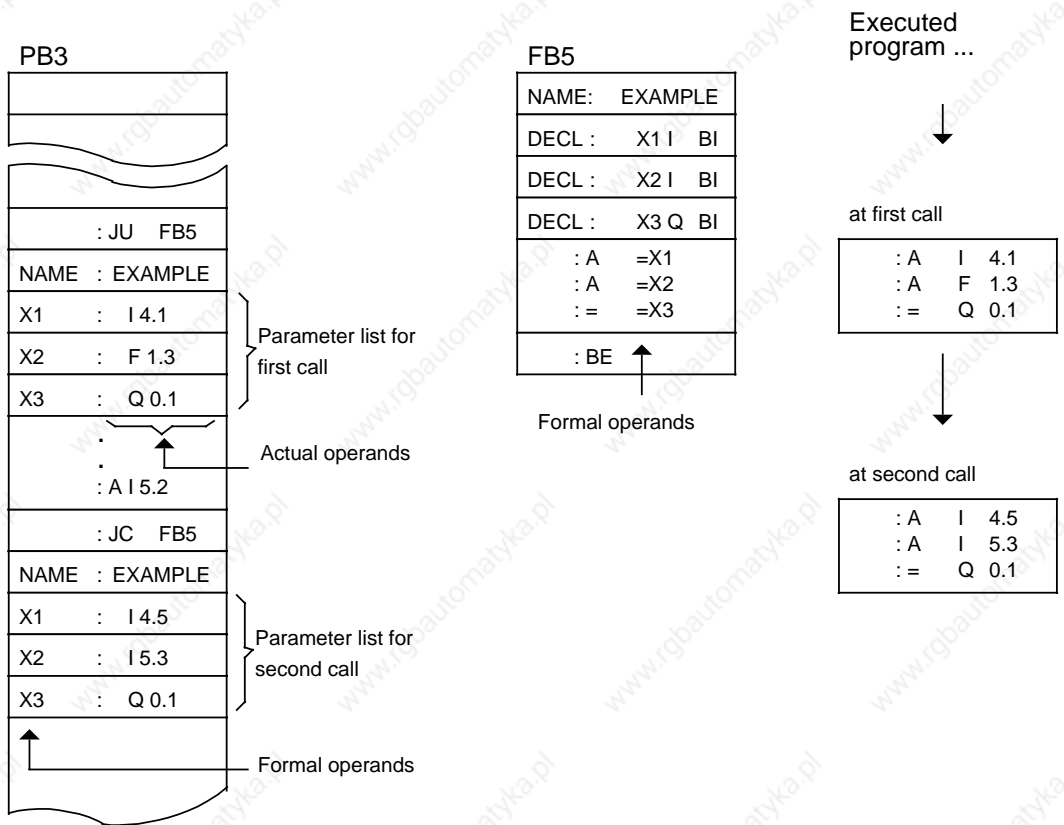 PB3
: JU FB5
NAME : EXAMPLE
X1 : I 4.1
X2 : F 1.3
X3 : Q 0.1
.
.
: A I 5.2
: JC FB5
NAME : EXAMPLE
X1 : I 4.5
X2 : I 5.3
X3 : Q 0.1
Parameter list for
first call
Actual operands
Parameter list for
second call
Formal operands
FB5
NAME: EXAMPLE
DECL : X1 I BI
DECL : X2 I BI
DECL : X3 Q BI
: A =X1
: A =X2
: = =X3
: BE
Formal operands
Executed
program ...
at first call
: A I 4.1
: A F 1.3
: = Q 0.1
at second call
: A I 4.5
: A I 5.3
: = Q 0.1
www.rgbautomatyka.pl